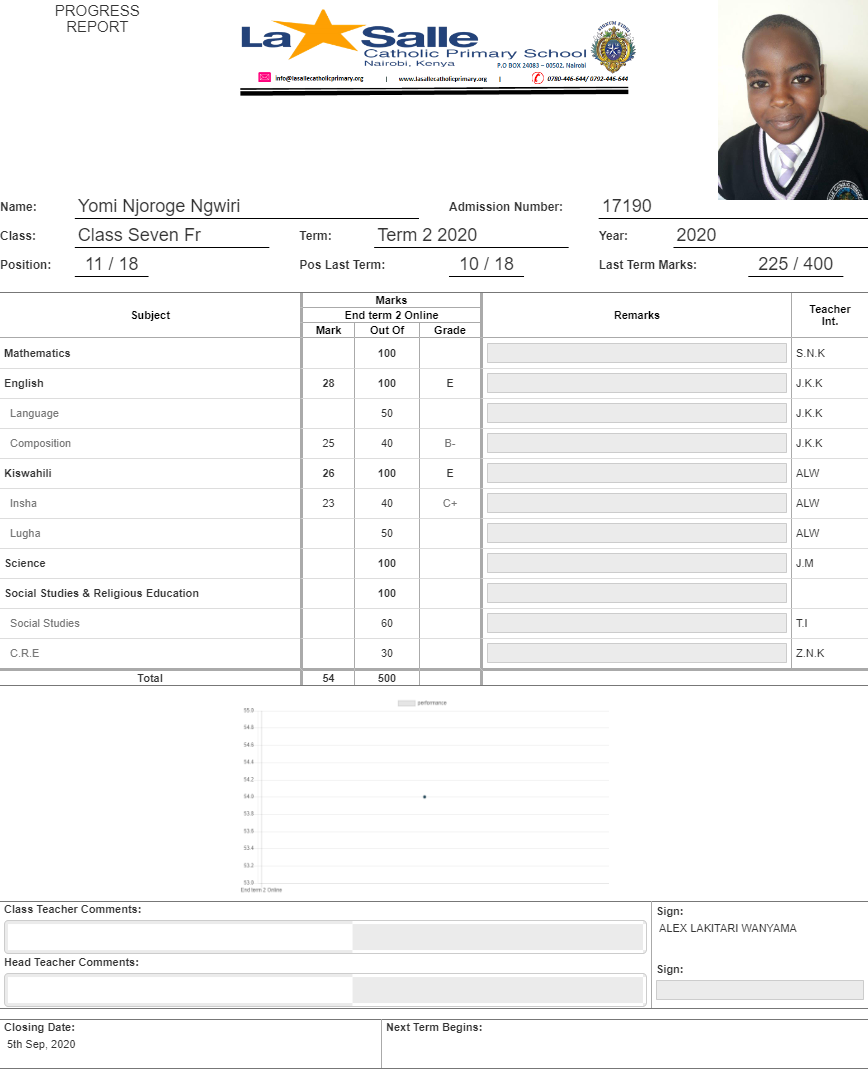 PROGRESS
REPORT
La Salle
Catholic Primary School
Nairobi, Kenya
P.O BOX 24083 – 00502, Nairobi
info@lasallecatholicprimary.org | www.lasallecatholicprimary.org | 0780-446-644/ 0792-446-644
Name: Yomi Njoroge Ngwiri Admission Number: 17190
Class: Class Seven Fr Term: Term 2 2020 Year: 2020
Position: 11 / 18 Pos Last Term: 10 / 18 Last Term Marks: 225 / 400
Marks
Subject End term 2 Online Remarks Teacher Int.
Mark Out Of Grade
Mathematics 100 S.N.K
English 28 100 E J.K.K
Language 50 J.K.K
Composition 25 40 B- J.K.K
Kiswahili 26 100 E ALW
Insha 23 40 C+ ALW
Lugha 50 ALW
Science 100 J.M
Social Studies & Religious Education 100
Social Studies 60 T.I
C.R.E 30 Z.N.K
Total 54 500
performance
55.0
54.8
54.6
54.4
54.2
54.0
53.8
53.6
53.4
53.2
53.0
End term 2 Online
Class Teacher Comments: Sign:
ALEX LAKITARI WANYAMA
Head Teacher Comments: Sign:
Closing Date: Next Term Begins:
5th Sep, 2020